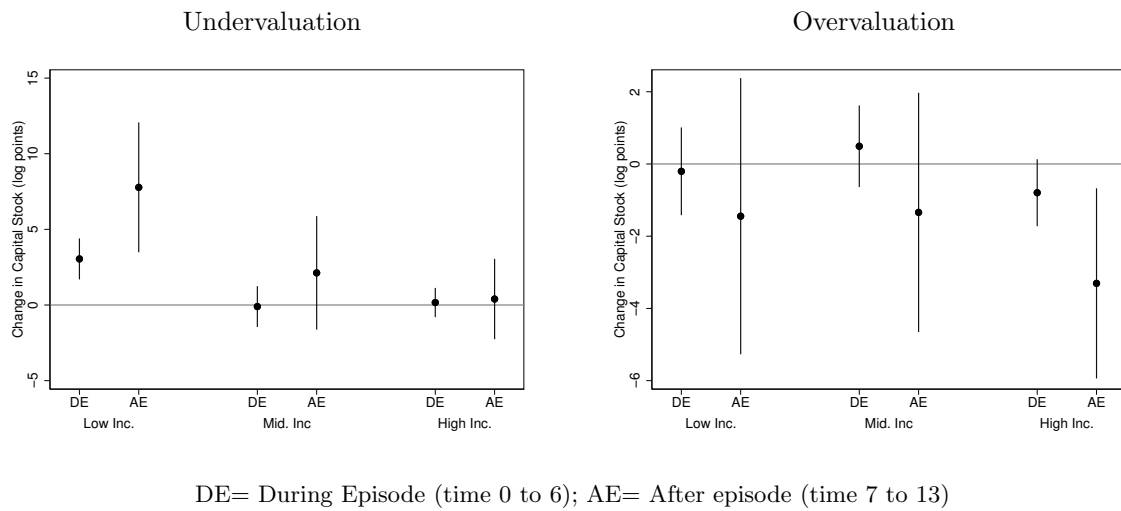 Undervaluation
Change in Capital Stock (log points)
15
10
5
0
−5
DE AE DE AE DE AE
Low Inc. Mid. Inc High Inc.
Overvaluation
Change in Capital Stock (log points)
2
0
−2
−4
−6
DE AE DE AE DE AE
Low Inc. Mid. Inc High Inc.
DE= During Episode (time 0 to 6); AE= After episode (time 7 to 13)